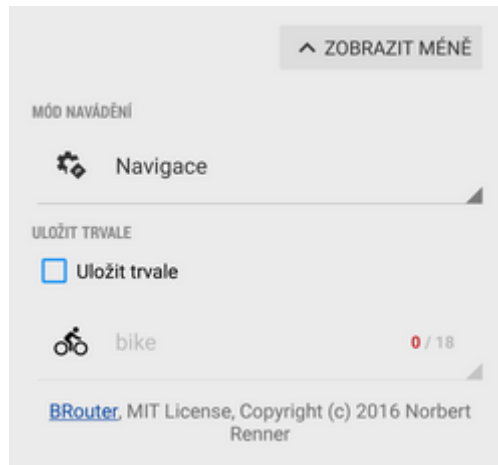 ZOBRAZIT MÉNĚ
MÓD NAVÁDĚNÍ
Navigace
ULOŽIT TRVALE
Uložit trvale
bike 0 / 18
BRouter, MIT License, Copyright (c) 2016 Norbert
Renner